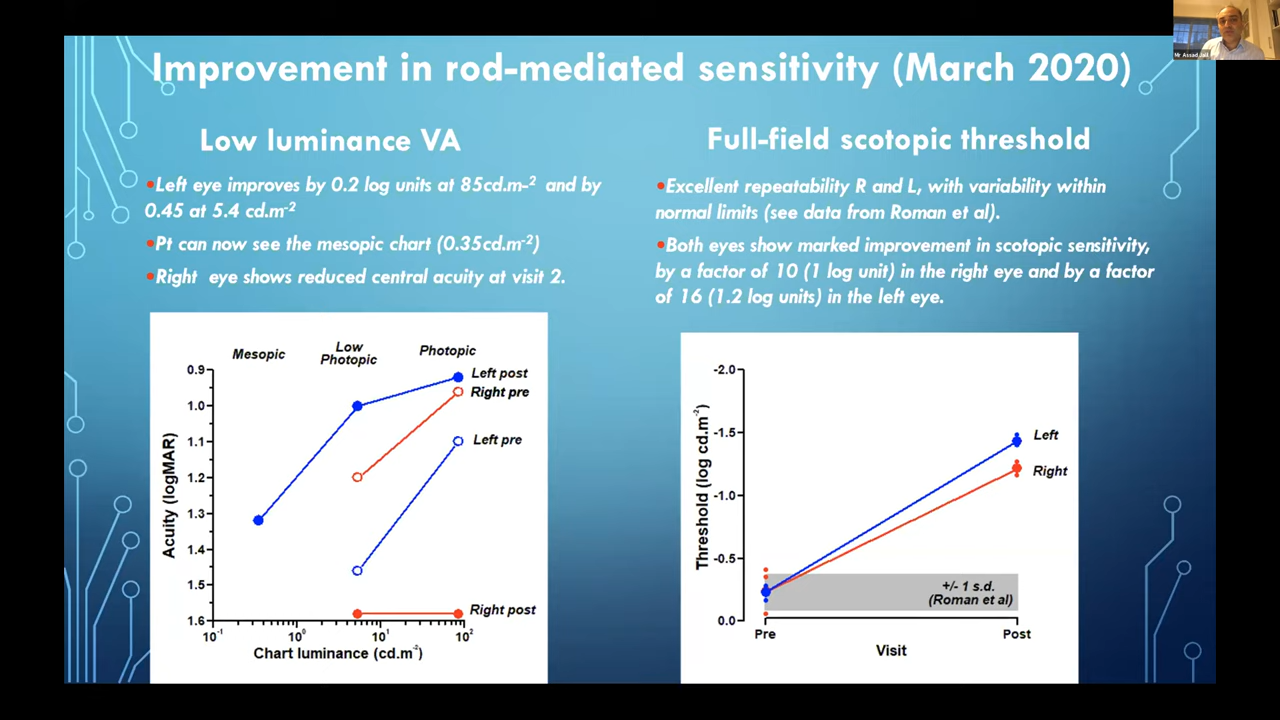 Mr Assad Jalil
Improvement in rod-mediated sensitivity (March 2020)
Low luminance VA
•Left eye improves by 0.2 log units at 85cd.m-² and by
0.45 at 5.4 cd.m-²
•Pt can now see the mesopic chart (0.35cd.m-²)
•Right eye shows reduced central acuity at visit 2.
Full-field scotopic threshold
•Excellent repeatability R and L, with variability within
normal limits (see data from Roman et al).
•Both eyes show marked improvement in scotopic sensitivity,
by a factor of 10 (1 log unit) in the right eye and by a factor
of 16 (1.2 log units) in the left eye.
Mesopic
Low
Photopic
Photopic
0.9
1.0
1.1
1.2
1.3
1.4
1.5
1.6
Acuity (logMAR)
Left post
Right pre
Left pre
Right post
10⁻¹
10⁰
10¹
10²
Chart luminance (cd.m⁻²)
-2.0
-1.5
-1.0
-0.5
0.0
Threshold (log cd.m⁻²)
Left
Right
+/- 1 s.d.
(Roman et al)
Pre
Post
Visit